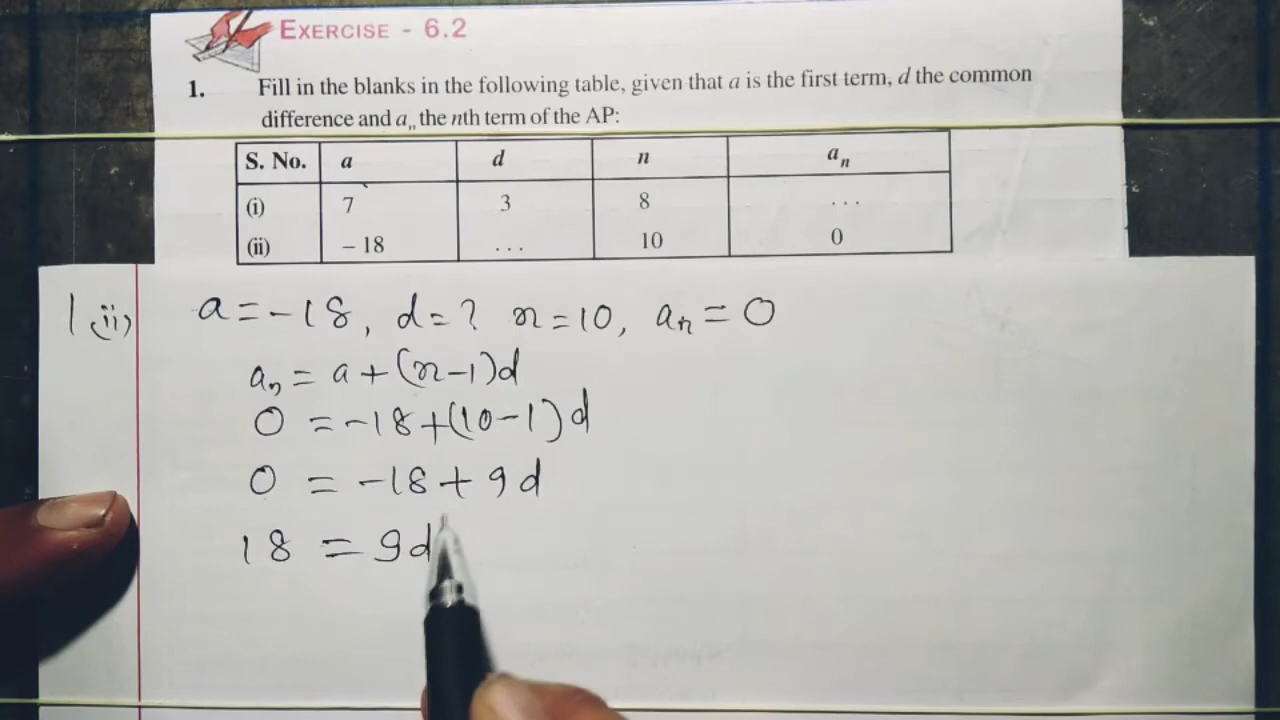 EXERCISE - 6.2
1. Fill in the blanks in the following table, given that a is the first term, d the common
difference and aₙ the nth term of the AP:
S. No. a d n aₙ
(i) 7 3 8 ...
(ii) – 18 ... 10 0
1 (ii) a = -18, d = ? n = 10, aₙ = 0
aₙ = a + (n-1)d
0 = -18+(10-1)d
0 = -18+ 9d
18 = 9d